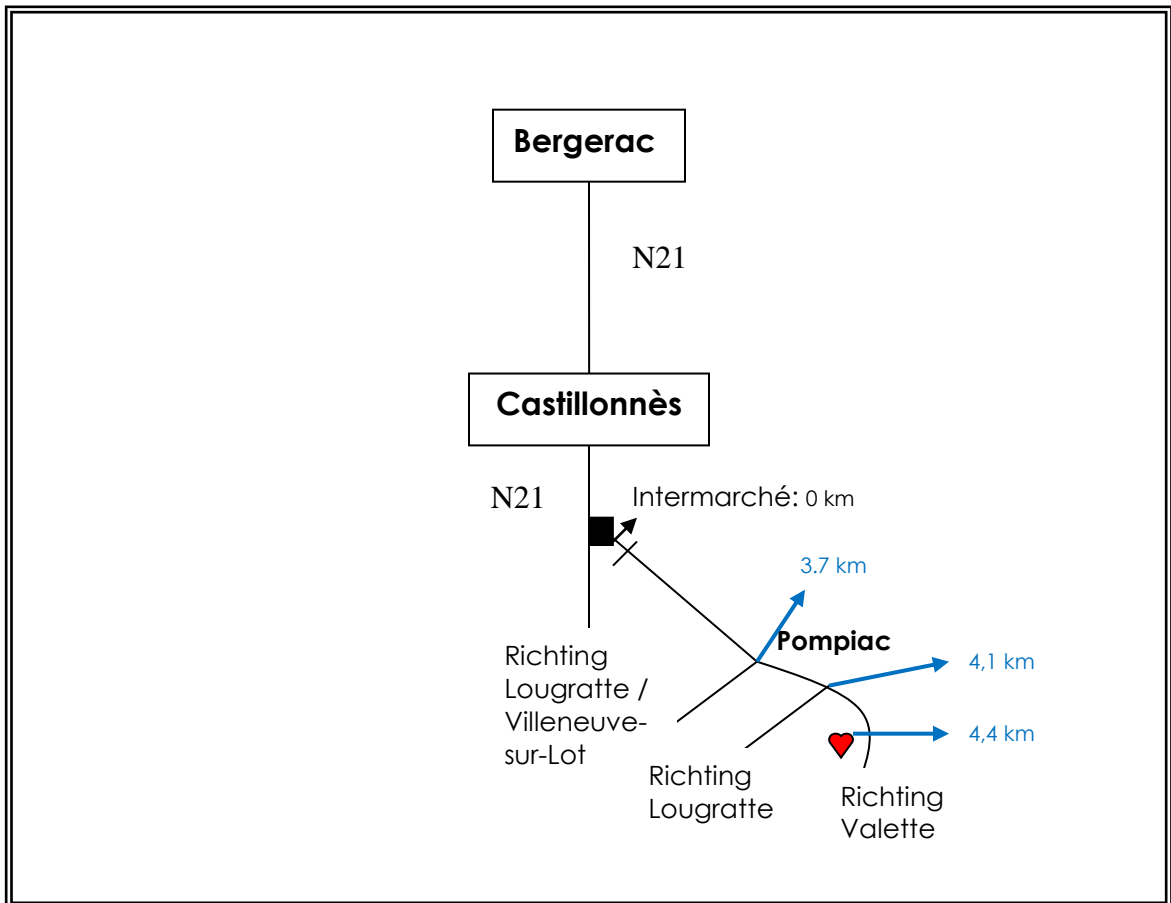 Bergerac
N21
Castillonnès
N21
Intermarché: 0 km
3.7 km
Pompiac
4,1 km
Richting
Lougratte /
Villeneuve-
sur-Lot
4,4 km
Richting
Lougratte
Richting
Valette